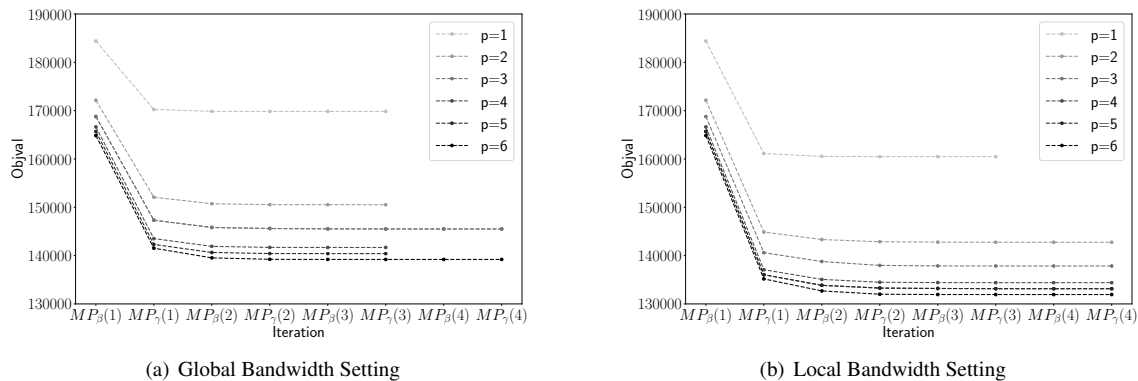 190000
180000
170000
160000
150000
140000
130000
Objval
p=1
p=2
p=3
p=4
p=5
p=6
MPβ(1) MPγ(1) MPβ(2) MPγ(2) MPβ(3) MPγ(3) MPβ(4) MPγ(4)
Iteration
(a) Global Bandwidth Setting
190000
180000
170000
160000
150000
140000
130000
Objval
p=1
p=2
p=3
p=4
p=5
p=6
MPβ(1) MPγ(1) MPβ(2) MPγ(2) MPβ(3) MPγ(3) MPβ(4) MPγ(4)
Iteration
(b) Local Bandwidth Setting